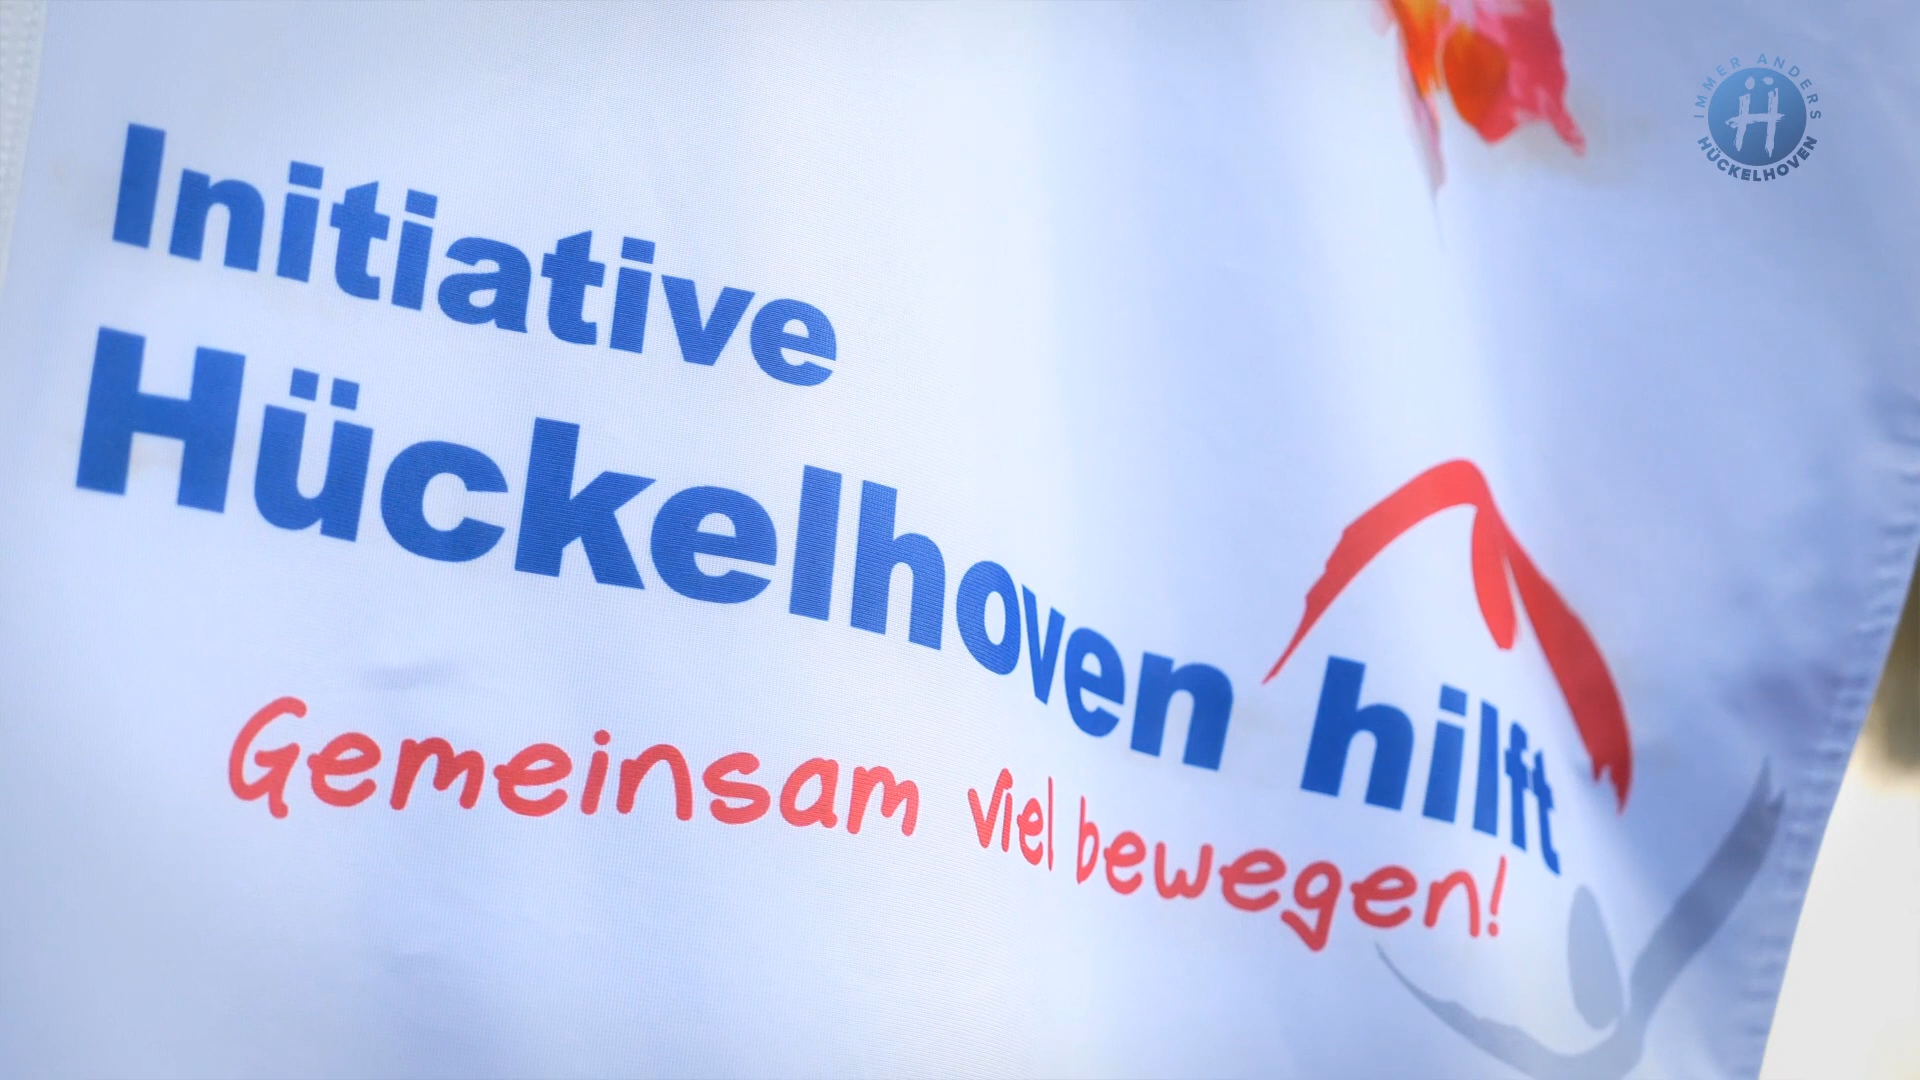 Initiative
Hückelhoven hilft
Gemeinsam viel bewegen!
IMMER ANDERS
H
HÜCKELHOVEN